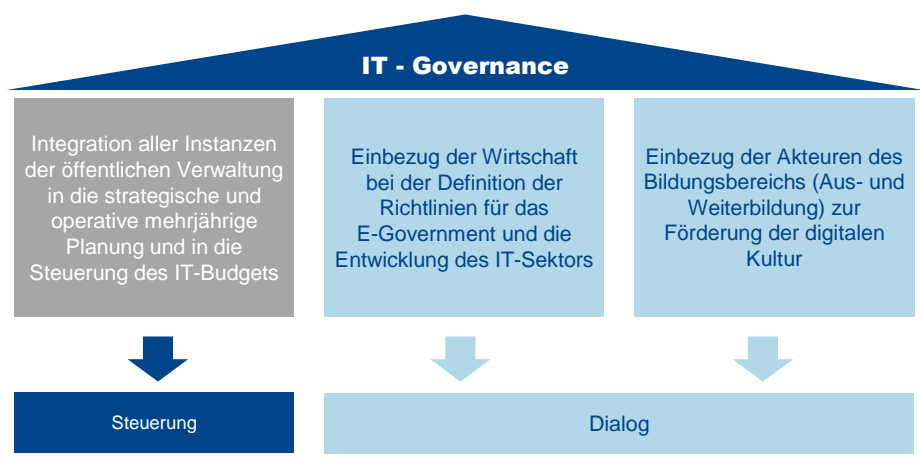 IT - Governance
Integration aller Instanzen
der öffentlichen Verwaltung
in die strategische und
operative mehrjährige
Planung und in die
Steuerung des IT-Budgets
Einbezug der Wirtschaft
bei der Definition der
Richtlinien für das
E-Government und die
Entwicklung des IT-Sektors
Einbezug der Akteuren des
Bildungsbereichs (Aus- und
Weiterbildung) zur
Förderung der digitalen
Kultur
Steuerung
Dialog